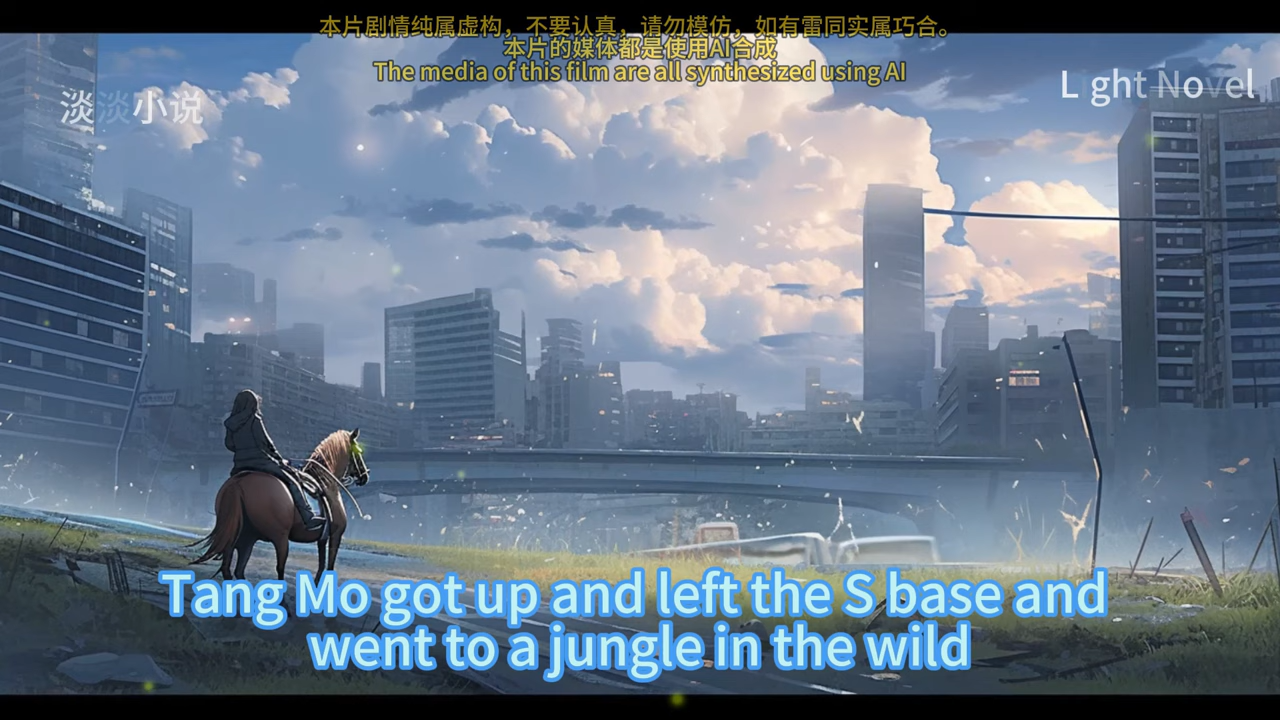 本片剧情纯属虚构，不要认真，请勿模仿，如有雷同实属巧合。
本片的媒体都是使用AI合成
The media of this film are all synthesized using AI
淡淡小说
Light Novel
Tang Mo got up and left the S base and
went to a jungle in the wild